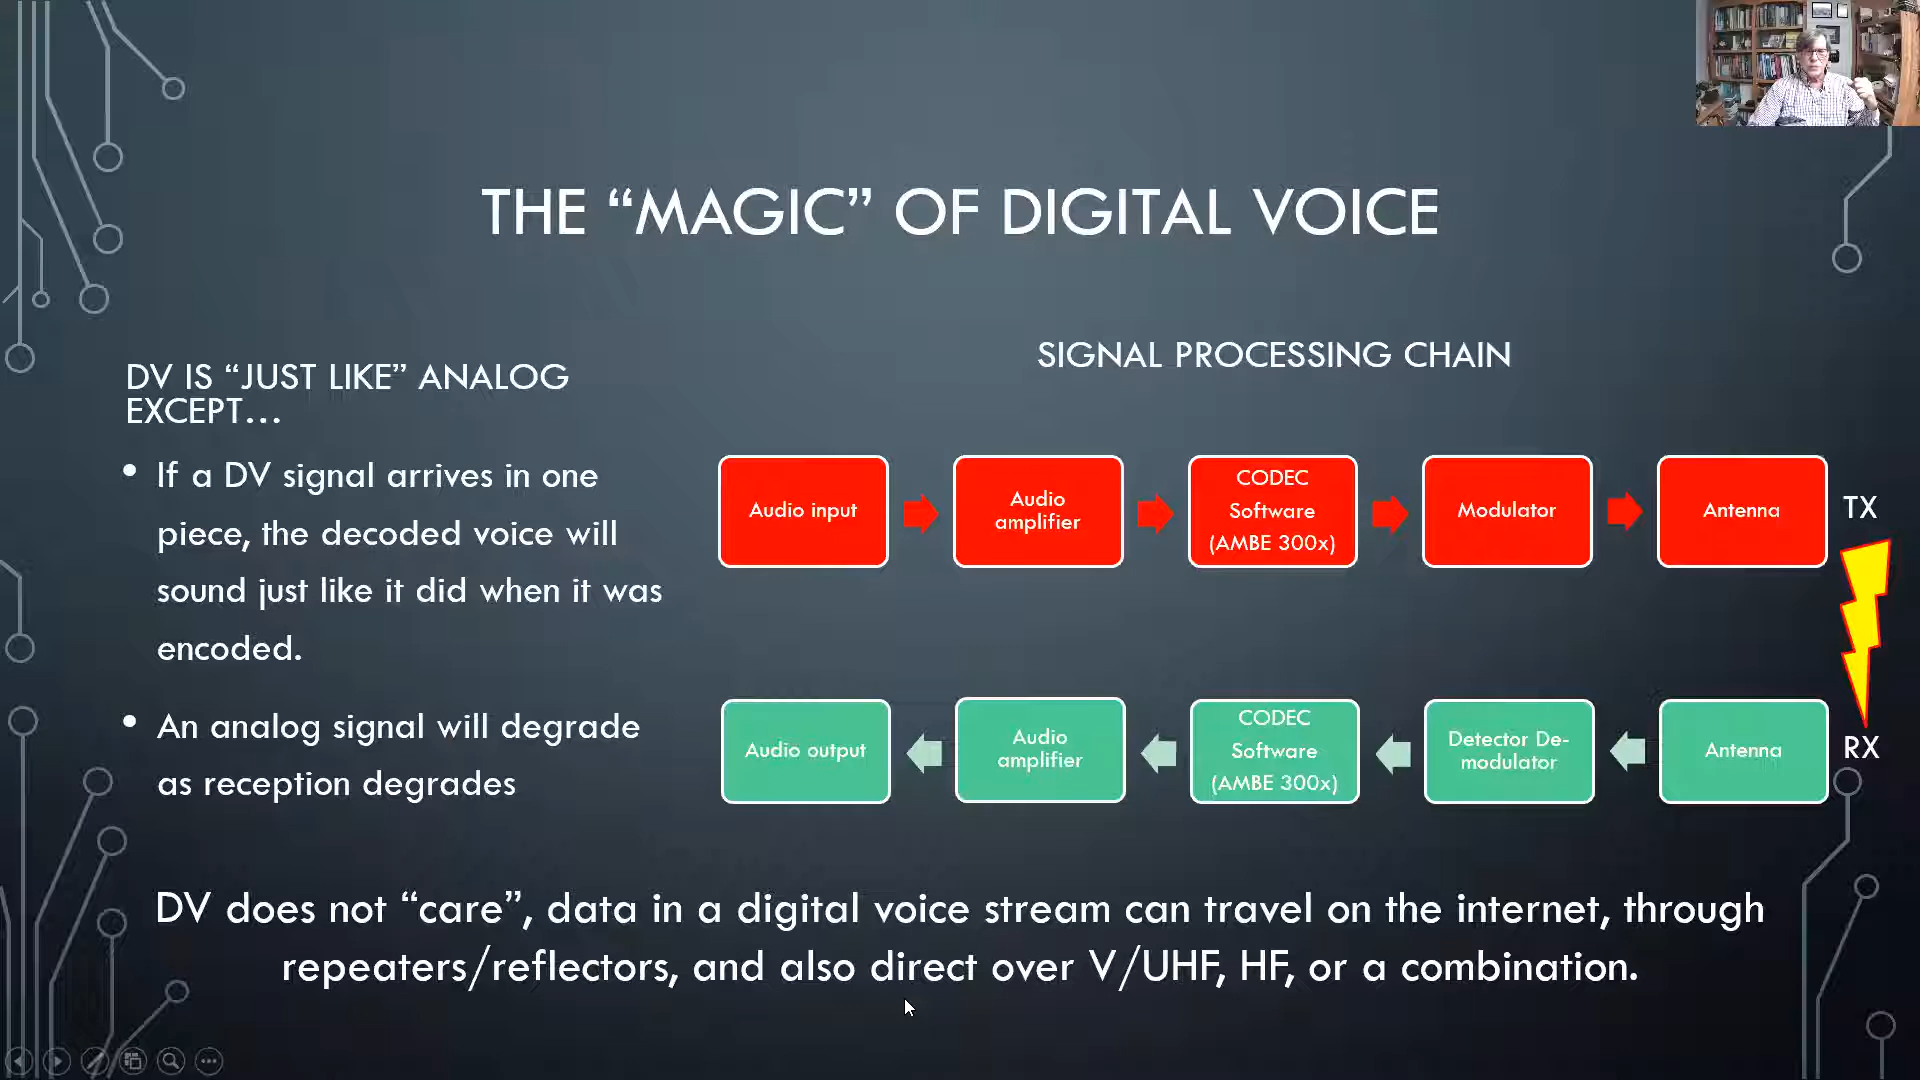 THE “MAGIC” OF DIGITAL VOICE
DV IS “JUST LIKE” ANALOG
EXCEPT...
• If a DV signal arrives in one
piece, the decoded voice will
sound just like it did when it was
encoded.
• An analog signal will degrade
as reception degrades
SIGNAL PROCESSING CHAIN
Audio input
Audio
amplifier
CODEC
Software
(AMBE 300x)
Modulator
Antenna
TX
Audio output
Audio
amplifier
CODEC
Software
(AMBE 300x)
Detector De-
modulator
Antenna
RX
DV does not “care”, data in a digital voice stream can travel on the internet, through
repeaters/reflectors, and also direct over V/UHF, HF, or a combination.